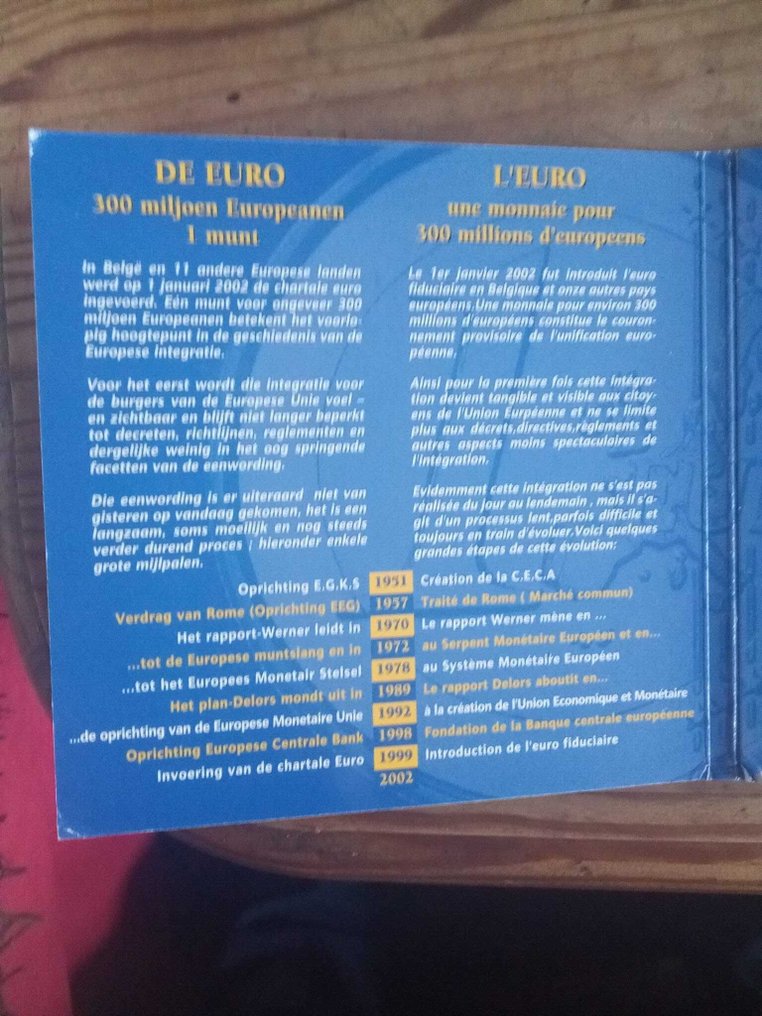 DE EURO
300 miljoen Europeanen
1 munt
In Belgë en 11 andere Europese landen
werd op 1 januari 2002 de chartale euro
ingevoerd. Eén munt voor ongeveer 300
miljoen Europeanen betekent het voorlo-
pig hoogtepunt in de geschiedenis van de
Europese integratie.
Voor het eerst wordt die integratie voor
de burgers van de Europese Unie voel –
en zichtbaar en blijft niet langer beperkt
tot decreten, richtlijnen, reglementen en
dergelijke weinig in het oog springende
facetten van de eenwording.
Die eenwording is er uiteraard niet van
gisteren op vandaag gekomen, het is een
langzaam, soms moeilijk en nog steeds
verder durend proces ; hieronder enkele
grote mijlpalen.
L'EURO
une monnaie pour
300 millions d'europeens
Le 1er janvier 2002 fut introduit l'euro
fiduciaire en Belgique et onze autres pays
européens.Une monnaie pour environ 300
millions d'européens constitue le couron-
nement provisoire de l'unification euro-
péenne.
Ainsi pour la première fois cette intégra-
tion devient tangible et visible aux citoy-
ens de l'Union Eurpéenne et ne se limite
plus aux décrets,directives,règlements et
autres aspects moins spectaculaires de
l'intégration.
Evidemment cette intégration ne s'est pas
réalisée du jour au lendemain , mais il s'a-
git d'un processus lent,parfois difficile et
toujours en train d'évoluer.Voici quelques
grandes étapes de cette évolution:
Oprichting E.G.K.S 1951 Création de la C.E.C.A
Verdrag van Rome (Oprichting EEG) 1957 Traité de Rome ( Marché commun)
Het rapport-Werner leidt in 1970 Le rapport Werner mène en ...
...tot de Europese muntslang en in 1972 au Serpent Monétaire Européen et en...
...tot het Europees Monetair Stelsel 1978 au Système Monétaire Européen
Het plan-Delors mondt uit in 1989 Le rapport Delors aboutit en...
...de oprichting van de Europese Monetaire Unie 1992 à la création de l'Union Economique et Monétaire
Oprichting Europese Centrale Bank 1998 Fondation de la Banque centrale européenne
Invoering van de chartale Euro 1999 Introduction de l'euro fiduciaire
2002